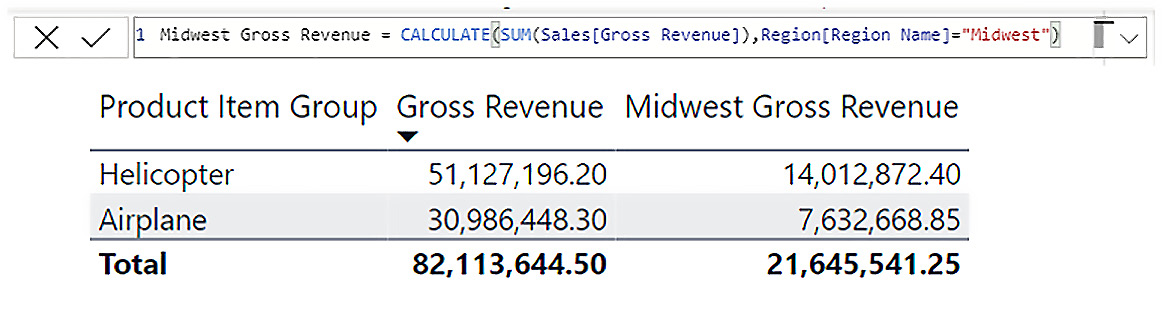 1 Midwest Gross Revenue = CALCULATE(SUM(Sales[Gross Revenue]),Region[Region Name]="Midwest")
Product Item Group Gross Revenue Midwest Gross Revenue
Helicopter 51,127,196.20 14,012,872.40
Airplane 30,986,448.30 7,632,668.85
Total 82,113,644.50 21,645,541.25